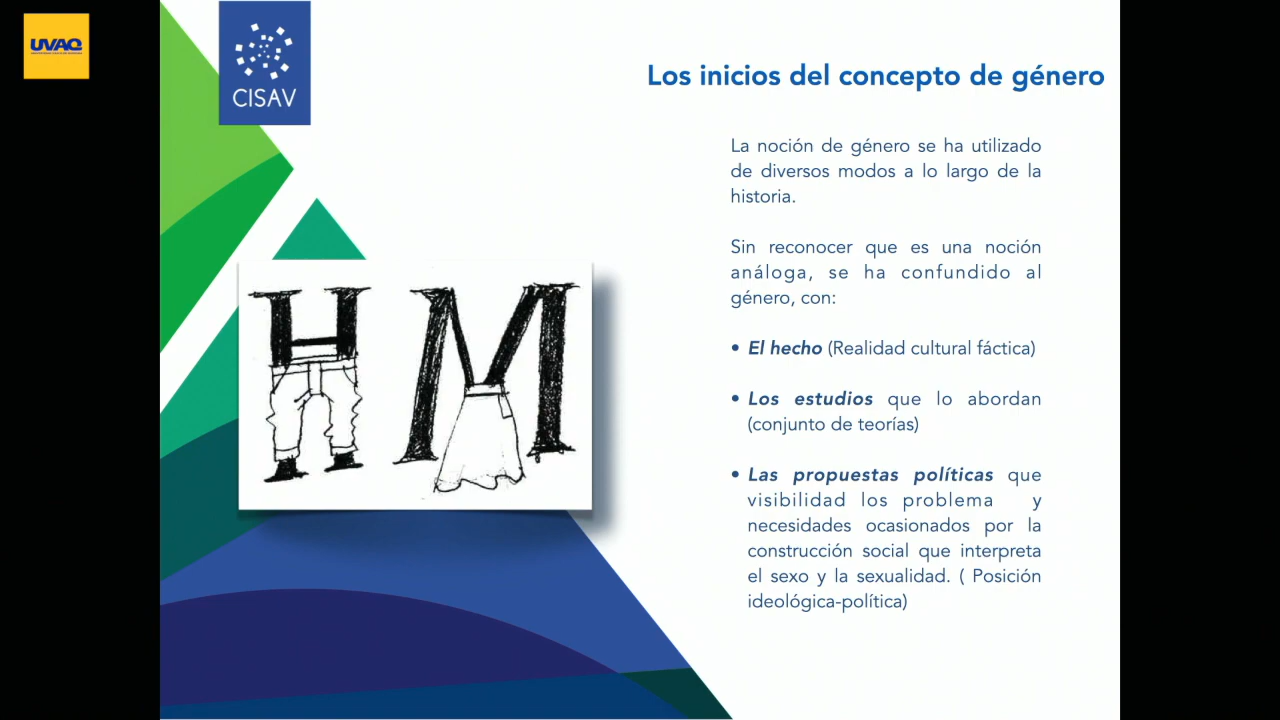 UVAQ
CISAV
Los inicios del concepto de género
La noción de género se ha utilizado
de diversos modos a lo largo de la
historia.
Sin reconocer que es una noción
análoga, se ha confundido al
género, con:
• El hecho (Realidad cultural fáctica)
• Los estudios que lo abordan
(conjunto de teorías)
• Las propuestas políticas que
visibilidad los problema y
necesidades ocasionados por la
construcción social que interpreta
el sexo y la sexualidad. ( Posición
ideológica-política)
H M